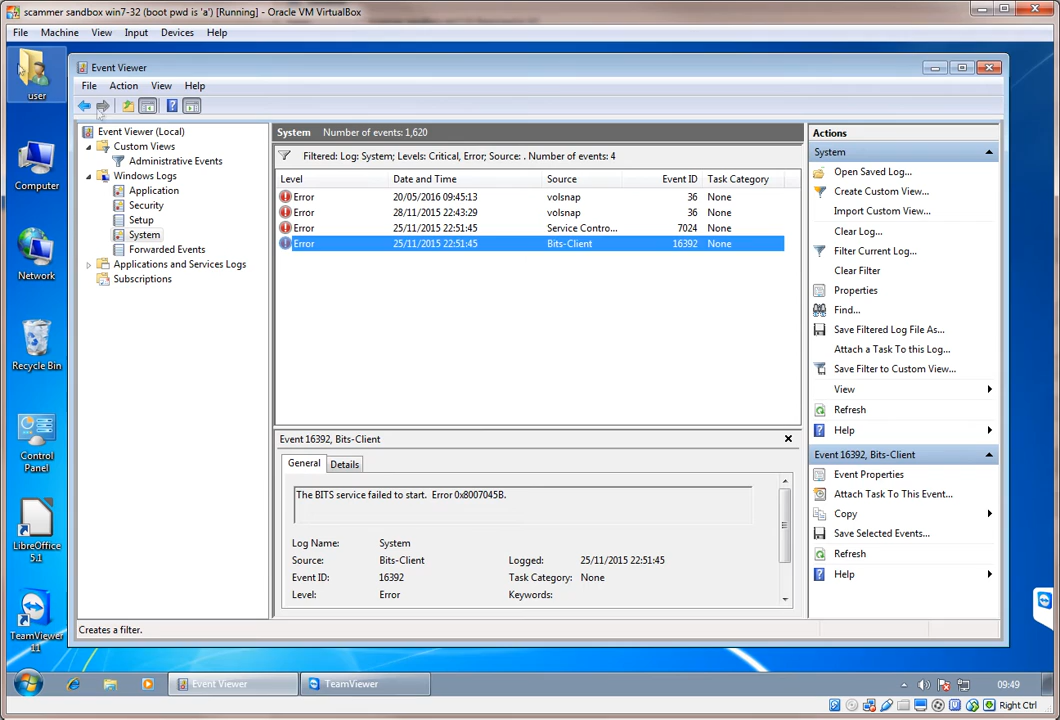 scammer sandbox win7-32 (boot pwd is 'a') [Running] - Oracle VM VirtualBox
File Machine View Input Devices Help
user
Computer
Network
Recycle Bin
Control
Panel
LibreOffice
5.1
TeamViewer
11
Event Viewer
File Action View Help
Event Viewer (Local)
Custom Views
Administrative Events
Windows Logs
Application
Security
Setup
System
Forwarded Events
Applications and Services Logs
Subscriptions
System Number of events: 1,620
Filtered: Log: System; Levels: Critical, Error; Source: . Number of events: 4
Level Date and Time Source Event ID Task Category
Error 20/05/2016 09:45:13 volsnap 36 None
Error 28/11/2015 22:43:29 volsnap 36 None
Error 25/11/2015 22:51:45 Service Contro... 7024 None
Error 25/11/2015 22:51:45 Bits-Client 16392 None
Event 16392, Bits-Client
General Details
The BITS service failed to start. Error 0x8007045B.
Log Name: System
Source: Bits-Client Logged: 25/11/2015 22:51:45
Event ID: 16392 Task Category: None
Level: Error Keywords:
Actions
System
Open Saved Log...
Create Custom View...
Import Custom View...
Clear Log...
Filter Current Log...
Clear Filter
Properties
Find...
Save Filtered Log File As...
Attach a Task To this Log...
Save Filter to Custom View...
View
Refresh
Help
Event 16392, Bits-Client
Event Properties
Attach Task To This Event...
Copy
Save Selected Events...
Refresh
Help
Creates a filter.
Event Viewer TeamViewer 09:49
Right Ctrl